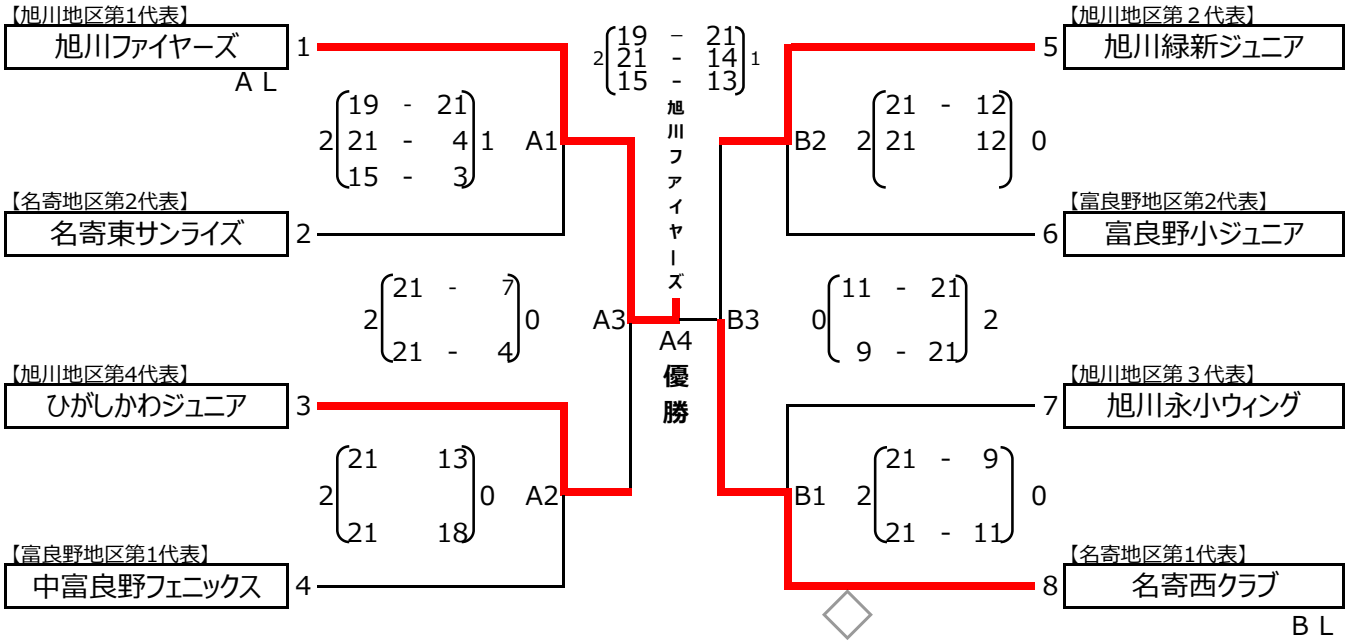 【旭川地区第1代表】
旭川ファイヤーズ 1
A L
19 - 21
2 21 - 4 1 A1
15 - 3
【名寄地区第2代表】
名寄東サンライズ 2
21 - 7
2 0 A3
21 - 4
【旭川地区第4代表】
ひがしかわジュニア 3
21 13
2 0 A2
21 18
【富良野地区第1代表】
中富良野フェニックス 4
19 - 21
2 21 - 14 1
15 - 13
旭川ファイヤーズ
A4
優勝
【旭川地区第２代表】
5 旭川緑新ジュニア
21 - 12
B2 2 21 12 0
【富良野地区第2代表】
6 富良野小ジュニア
11 - 21
B3 0 2
9 - 21
【旭川地区第３代表】
7 旭川永小ウィング
21 - 9
B1 2 0
21 - 11
【名寄地区第1代表】
8 名寄西クラブ
B L